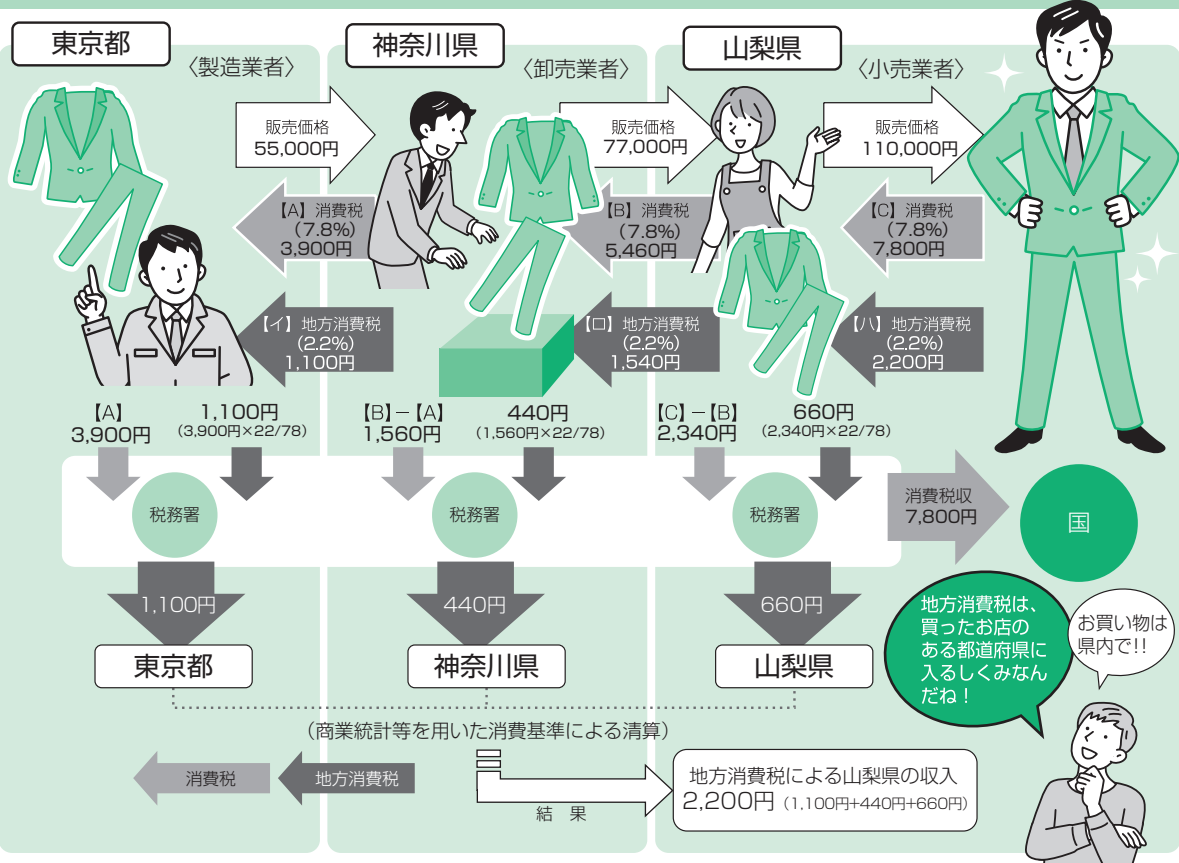 東京都
〈製造業者〉
神奈川県
〈卸売業者〉
山梨県
〈小売業者〉
販売価格
55,000円
販売価格
77,000円
販売価格
110,000円
【A】消費税
(7.8%)
3,900円
【B】消費税
(7.8%)
5,460円
【C】消費税
(7.8%)
7,800円
【イ】地方消費税
(2.2%)
1,100円
【ロ】地方消費税
(2.2%)
1,540円
【ハ】地方消費税
(2.2%)
2,200円
【A】
3,900円
1,100円
(3,900円×22/78)
【B】－【A】
1,560円
440円
(1,560円×22/78)
【C】－【B】
2,340円
660円
(2,340円×22/78)
税務署
税務署
税務署
消費税収
7,800円
国
1,100円
440円
660円
東京都
神奈川県
山梨県
地方消費税は、
買ったお店の
ある都道府県に
入るしくみなん
だね！
お買い物は
県内で!!
(商業統計等を用いた消費基準による清算)
消費税
地方消費税
結　果
地方消費税による山梨県の収入
2,200円 (1,100円+440円+660円)